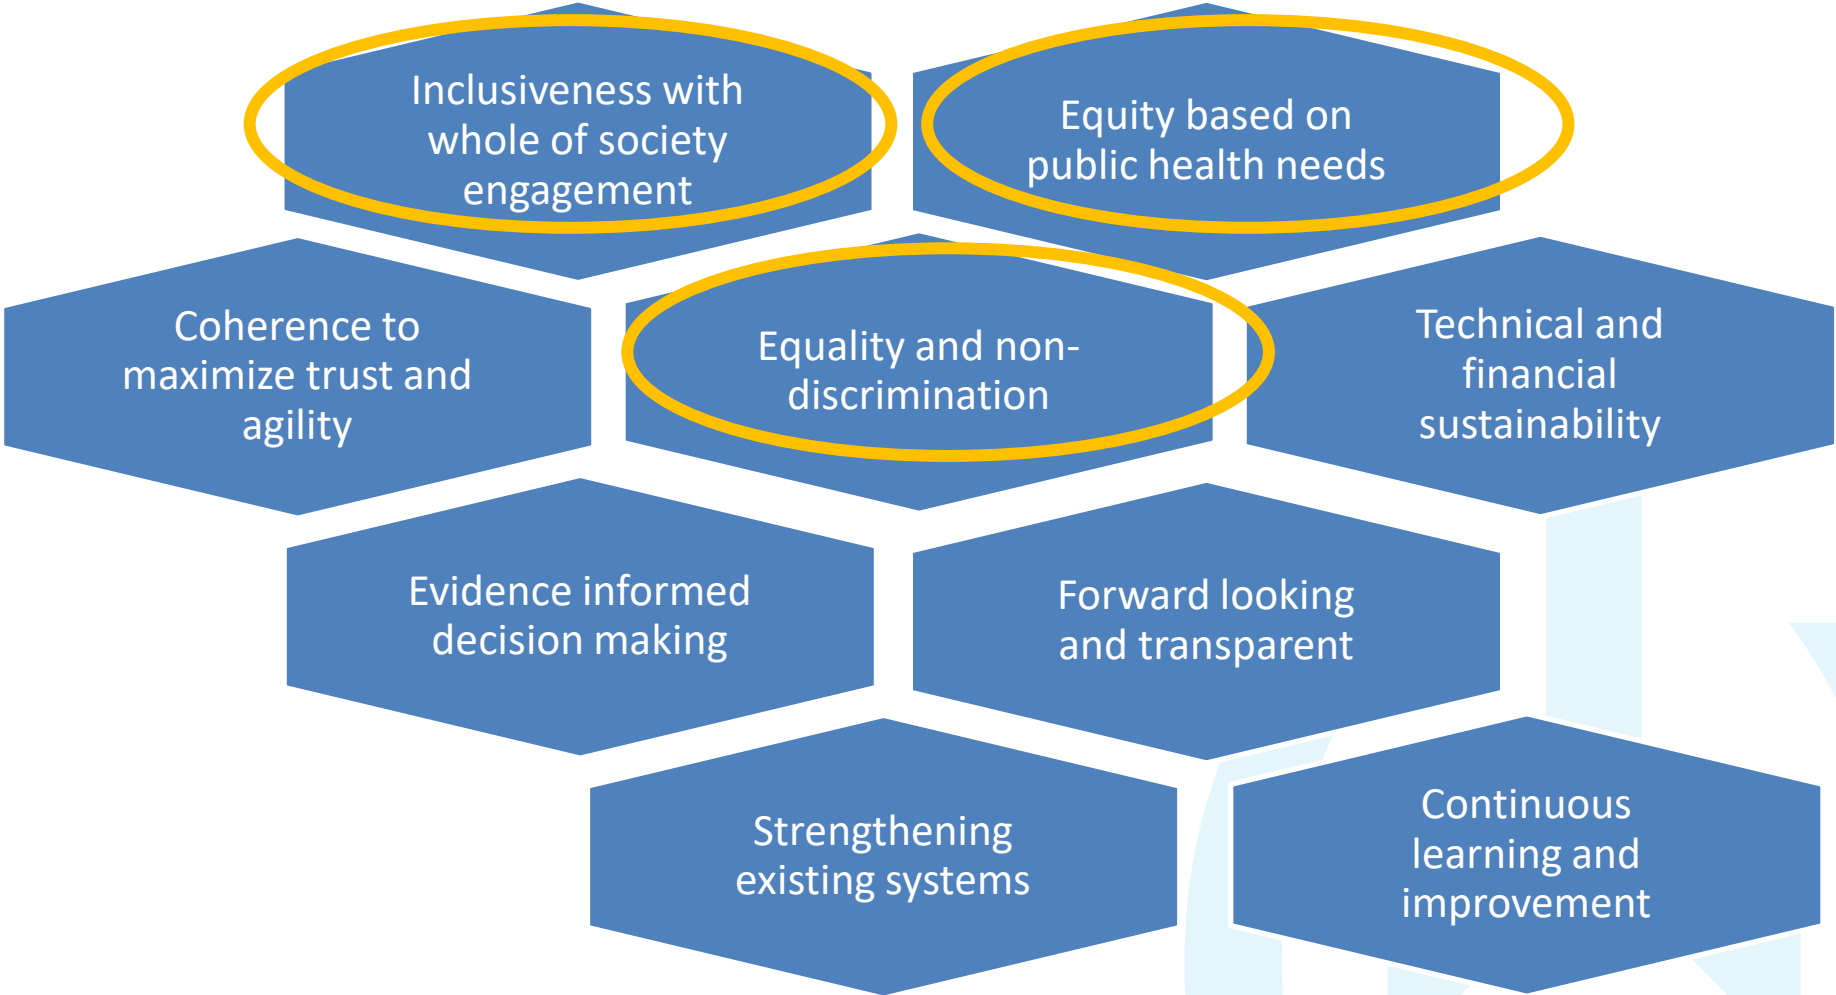 Inclusiveness with
whole of society
engagement
Equity based on
public health needs
Coherence to
maximize trust and
agility
Equality and non-
discrimination
Technical and
financial
sustainability
Evidence informed
decision making
Forward looking
and transparent
Strengthening
existing systems
Continuous
learning and
improvement